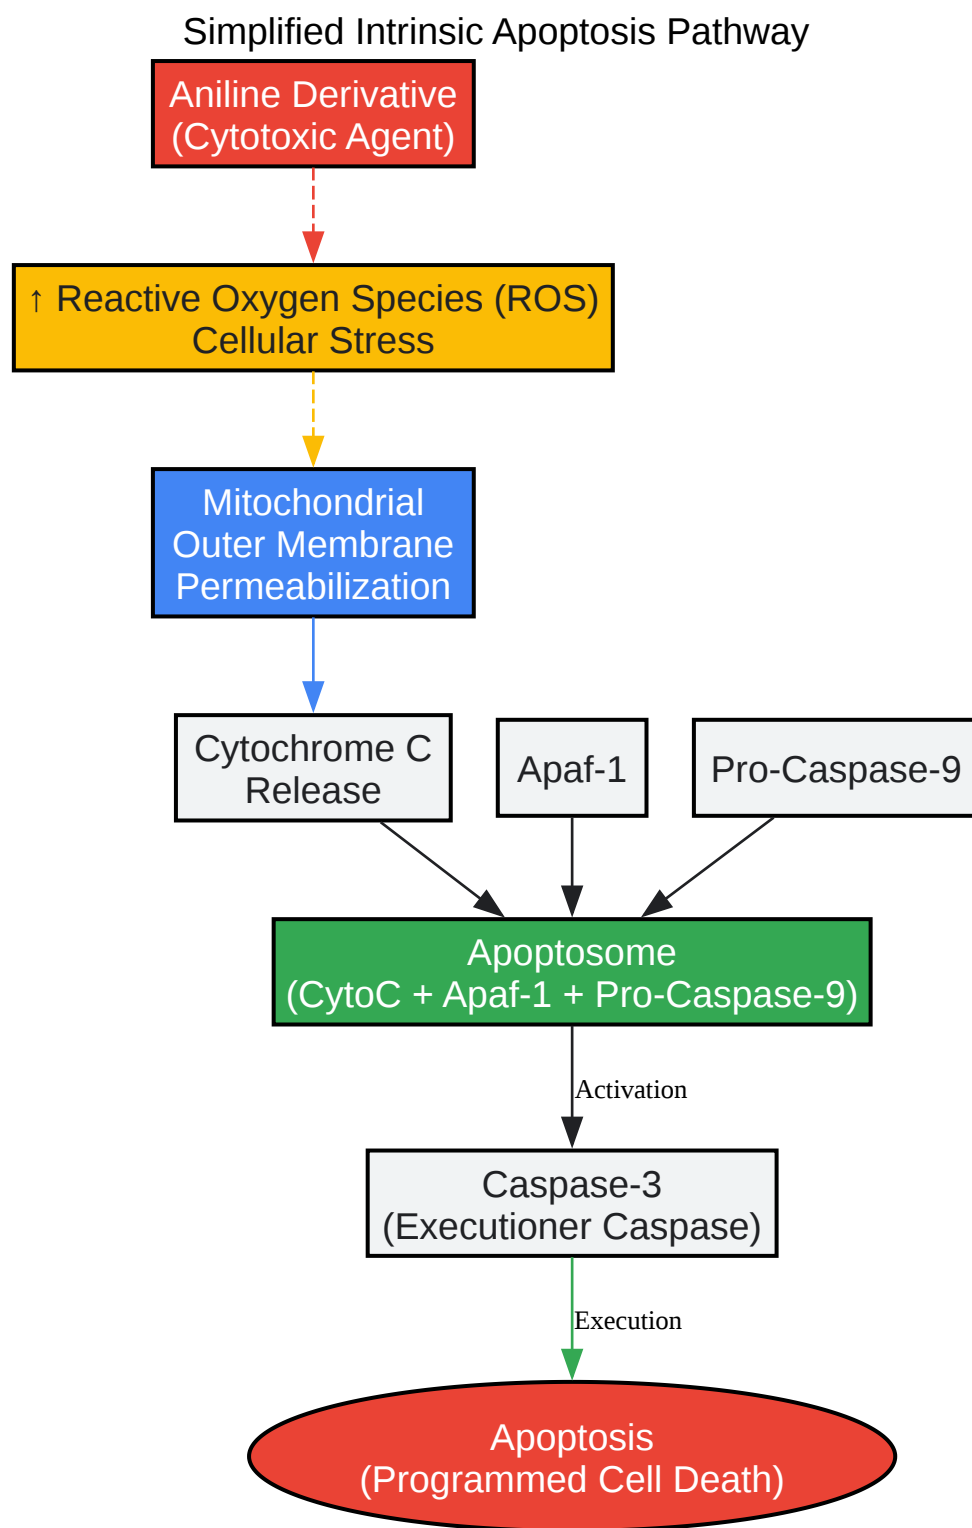 Simplified Intrinsic Apoptosis Pathway
Aniline Derivative
(Cytotoxic Agent)
↑ Reactive Oxygen Species (ROS)
Cellular Stress
Mitochondrial
Outer Membrane
Permeabilization
Cytochrome C
Release
Apaf-1
Pro-Caspase-9
Apoptosome
(CytoC + Apaf-1 + Pro-Caspase-9)
Activation
Caspase-3
(Executioner Caspase)
Execution
Apoptosis
(Programmed Cell Death)